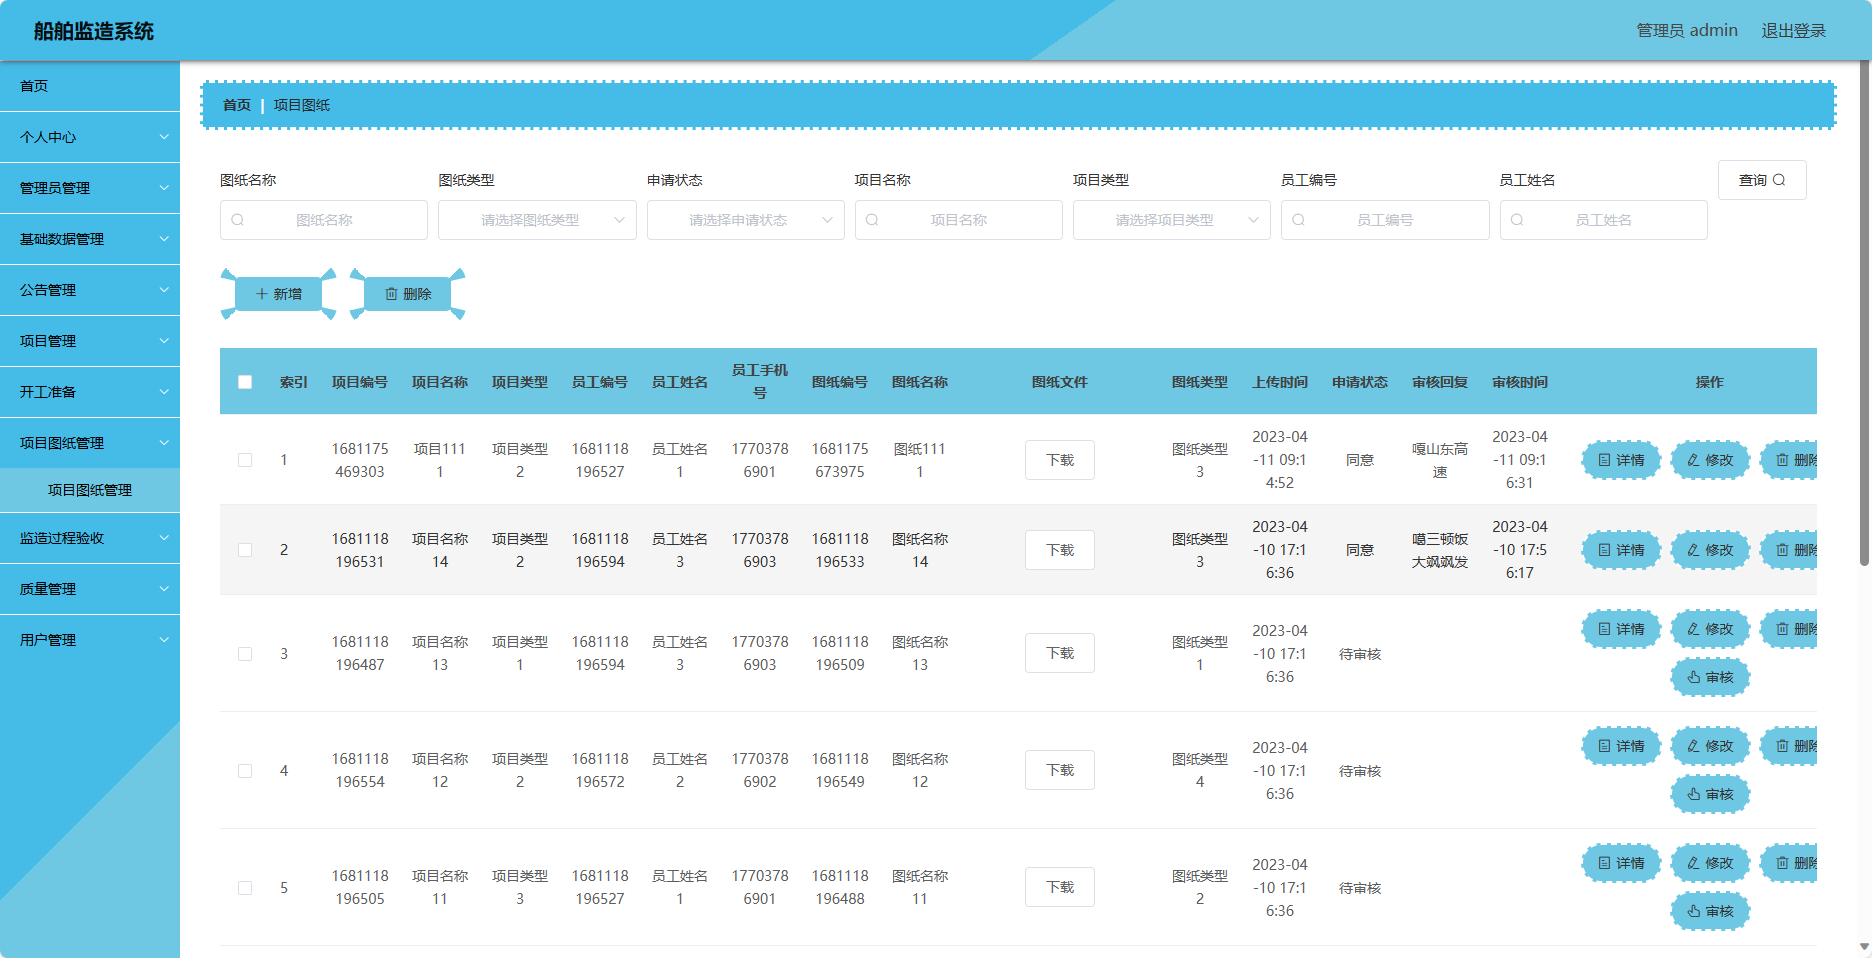 船舶监造系统
管理员 admin
退出登录
首页
个人中心
管理员管理
基础数据管理
公告管理
项目管理
开工准备
项目图纸管理
项目图纸管理
监造过程验收
质量管理
用户管理
首页 | 项目图纸
图纸名称 图纸类型 申请状态 项目名称 项目类型 员工编号 员工姓名
图纸名称 请选择图纸类型 请选择申请状态 项目名称 请选择项目类型 员工编号 员工姓名
查询
新增 删除
索引 项目编号 项目名称 项目类型 员工编号 员工姓名 员工手机号 图纸编号 图纸名称 图纸文件 图纸类型 上传时间 申请状态 审核回复 审核时间 操作
1 1681175469303 项目1111 项目类型2 1681118196527 员工姓名1 17703786901 1681175673975 图纸1111 下载 图纸类型3 2023-04-11 09:14:52 同意 嘎山东高速 2023-04-11 09:16:31 详情 修改 删除
2 1681118196531 项目名称14 项目类型2 1681118196594 员工姓名3 17703786903 1681118196533 图纸名称14 下载 图纸类型3 2023-04-10 17:16:36 同意 噶三顿饭大飒飒发 2023-04-10 17:56:17 详情 修改 删除
3 1681118196487 项目名称13 项目类型1 1681118196594 员工姓名3 17703786903 1681118196509 图纸名称13 下载 图纸类型1 2023-04-10 17:16:36 待审核 详情 修改 删除
审核
4 1681118196554 项目名称12 项目类型2 1681118196572 员工姓名2 17703786902 1681118196549 图纸名称12 下载 图纸类型4 2023-04-10 17:16:36 待审核 详情 修改 删除
审核
5 1681118196505 项目名称11 项目类型3 1681118196527 员工姓名1 17703786901 1681118196488 图纸名称11 下载 图纸类型2 2023-04-10 17:16:36 待审核 详情 修改 删除
审核